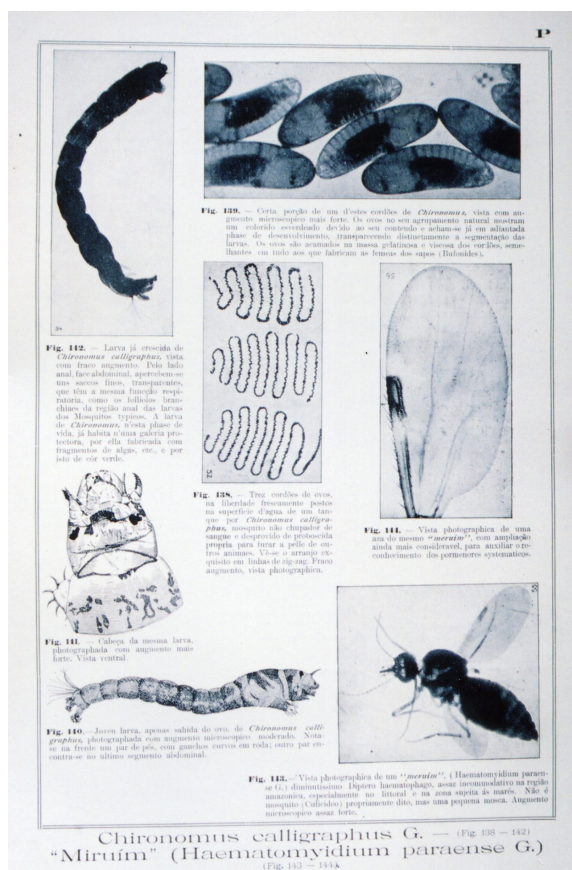 P
Fig. 139. — Certa porção de um d'estes cordões de Chironomus, vista com au-
gmento microscopico mais forte. Os ovos no seu agrupamento natural mostram
um colorido esverdeado devido ao seu contendo e acham-se já em adiantada
phase de desenvolvimento, transparecendo distinctamente a segmentação das
larvas. Os ovos são acamados na massa gelatinosa e viscosa dos cordões, seme-
lhantes em tudo aos que fabricam as femeas dos sapos (Bufonides).
Fig. 142. — Larva já crescida de
Chironomus calligraphus, vista
com fraco augmento. Pelo lado
anal, face abdominal, apercebem-se
uns saccos finos, transparentes,
que têm a mesma funcção respi-
ratoria, como os folliolos bran-
chiaes da região anal das larvas
dos Mosquitos typicos. A larva
de Chironomus, n'esta phase de
vida, já habita n'uma galeria pro-
tectora, por ella fabricada com
fragmentos de algas, etc., e por
isto de côr verde.
52
56
Fig. 138. — Trez cordões de ovos,
na liberdade frescamente postos
na superficie d'agua de um tan-
que por Chironomus calligra-
phus, mosquito não chupador de
sangue e desprovido de proboscida
propria para furar a pelle de ou-
tros animaes. Vê-se o arranjo ex-
quisito em linhas de zig-zag. Fraco
augmento, vista photographica.
Fig. 144. — Vista photographica de uma
aza do mesmo "meruim", com ampliação
ainda mais consideravel, para auxiliar o re-
conhecimento dos pormenores systematicos.
Fig. 141. — Cabeça da mesma larva,
photographada com augmento mais
forte. Vista ventral.
Fig. 140. — Joven larva, apenas sahida do ovo, de Chironomus calli-
graphus, photographada com augmento microscopico moderado. Nota-
se na frente um par de pés, com ganchos curvos em roda; outro par en-
contra-se no ultimo segmento abdominal.
Fig. 143. — Vista photographica de um "meruim", (Haematomyidium paraen-
se G.) diminutissimo Diptero haematophago, assaz incommodativo na região
amazonica, especialmente no littoral e na zona sujeita ás marés. Não é
mosquito (Culicideo) propriamente dito, mas uma pequena mosca. Augmento
microscopico assaz forte.
Chironomus calligraphus G. — (Fig. 138 — 142)
"Miruím" (Haematomyidium paraense G.)
(Fig. 143 — 144).